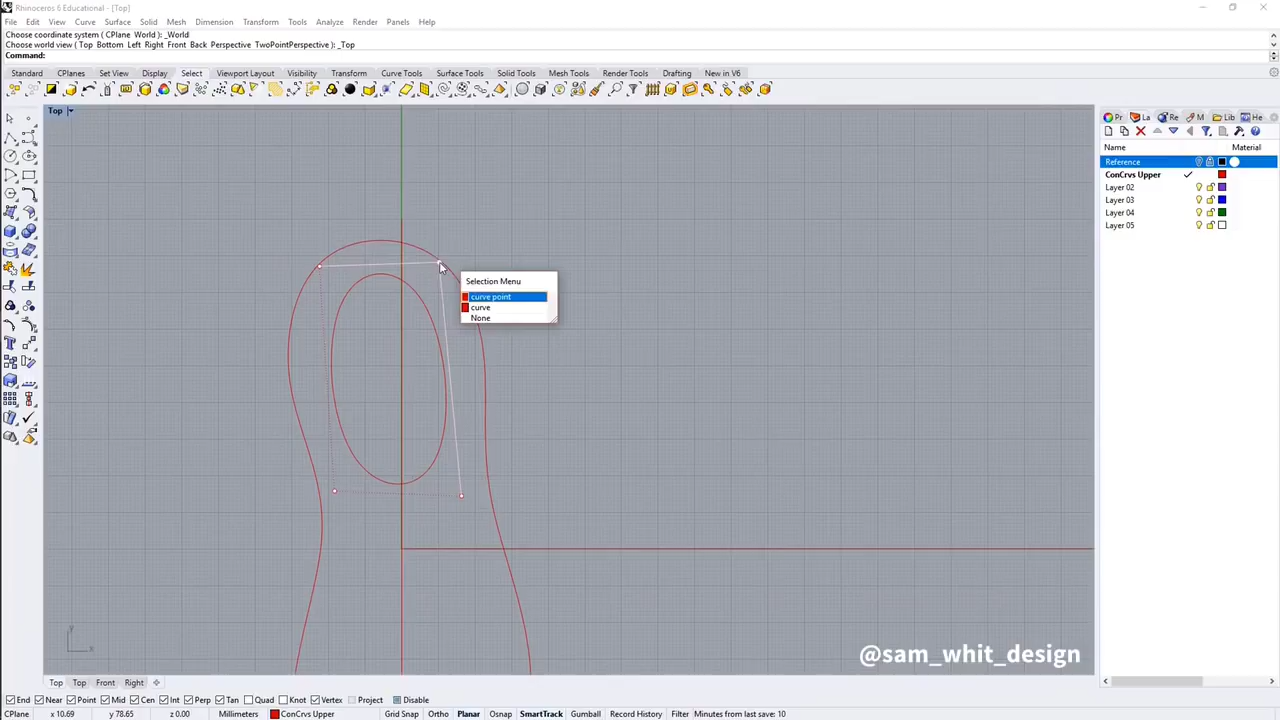 Rhinoceros 6 Educational - [Top]
File Edit View Curve Surface Solid Mesh Dimension Transform Tools Analyze Render Panels Help
Choose coordinate system ( CPlane World ): _World
Choose world view ( Top Bottom Left Right Front Back Perspective TwoPointPerspective ): _Top
Command:
Standard CPlanes Set View Display Select Viewport Layout Visibility Transform Curve Tools Surface Tools Solid Tools Mesh Tools Render Tools Drafting New in V6
Top
Pr La Re M Lib He
Name Material
Reference
ConCrvs Upper
Layer 02
Layer 03
Layer 04
Layer 05
Selection Menu
curve point
curve
None
y
x
@sam_whit_design
Top Top Front Right
End Near Point Mid Cen Int Perp Tan Quad Knot Vertex Project Disable
CPlane x 10.69 y 78.65 z 0.00 Millimeters ConCrvs Upper Grid Snap Ortho Planar Osnap SmartTrack Gumball Record History Filter Minutes from last save: 10